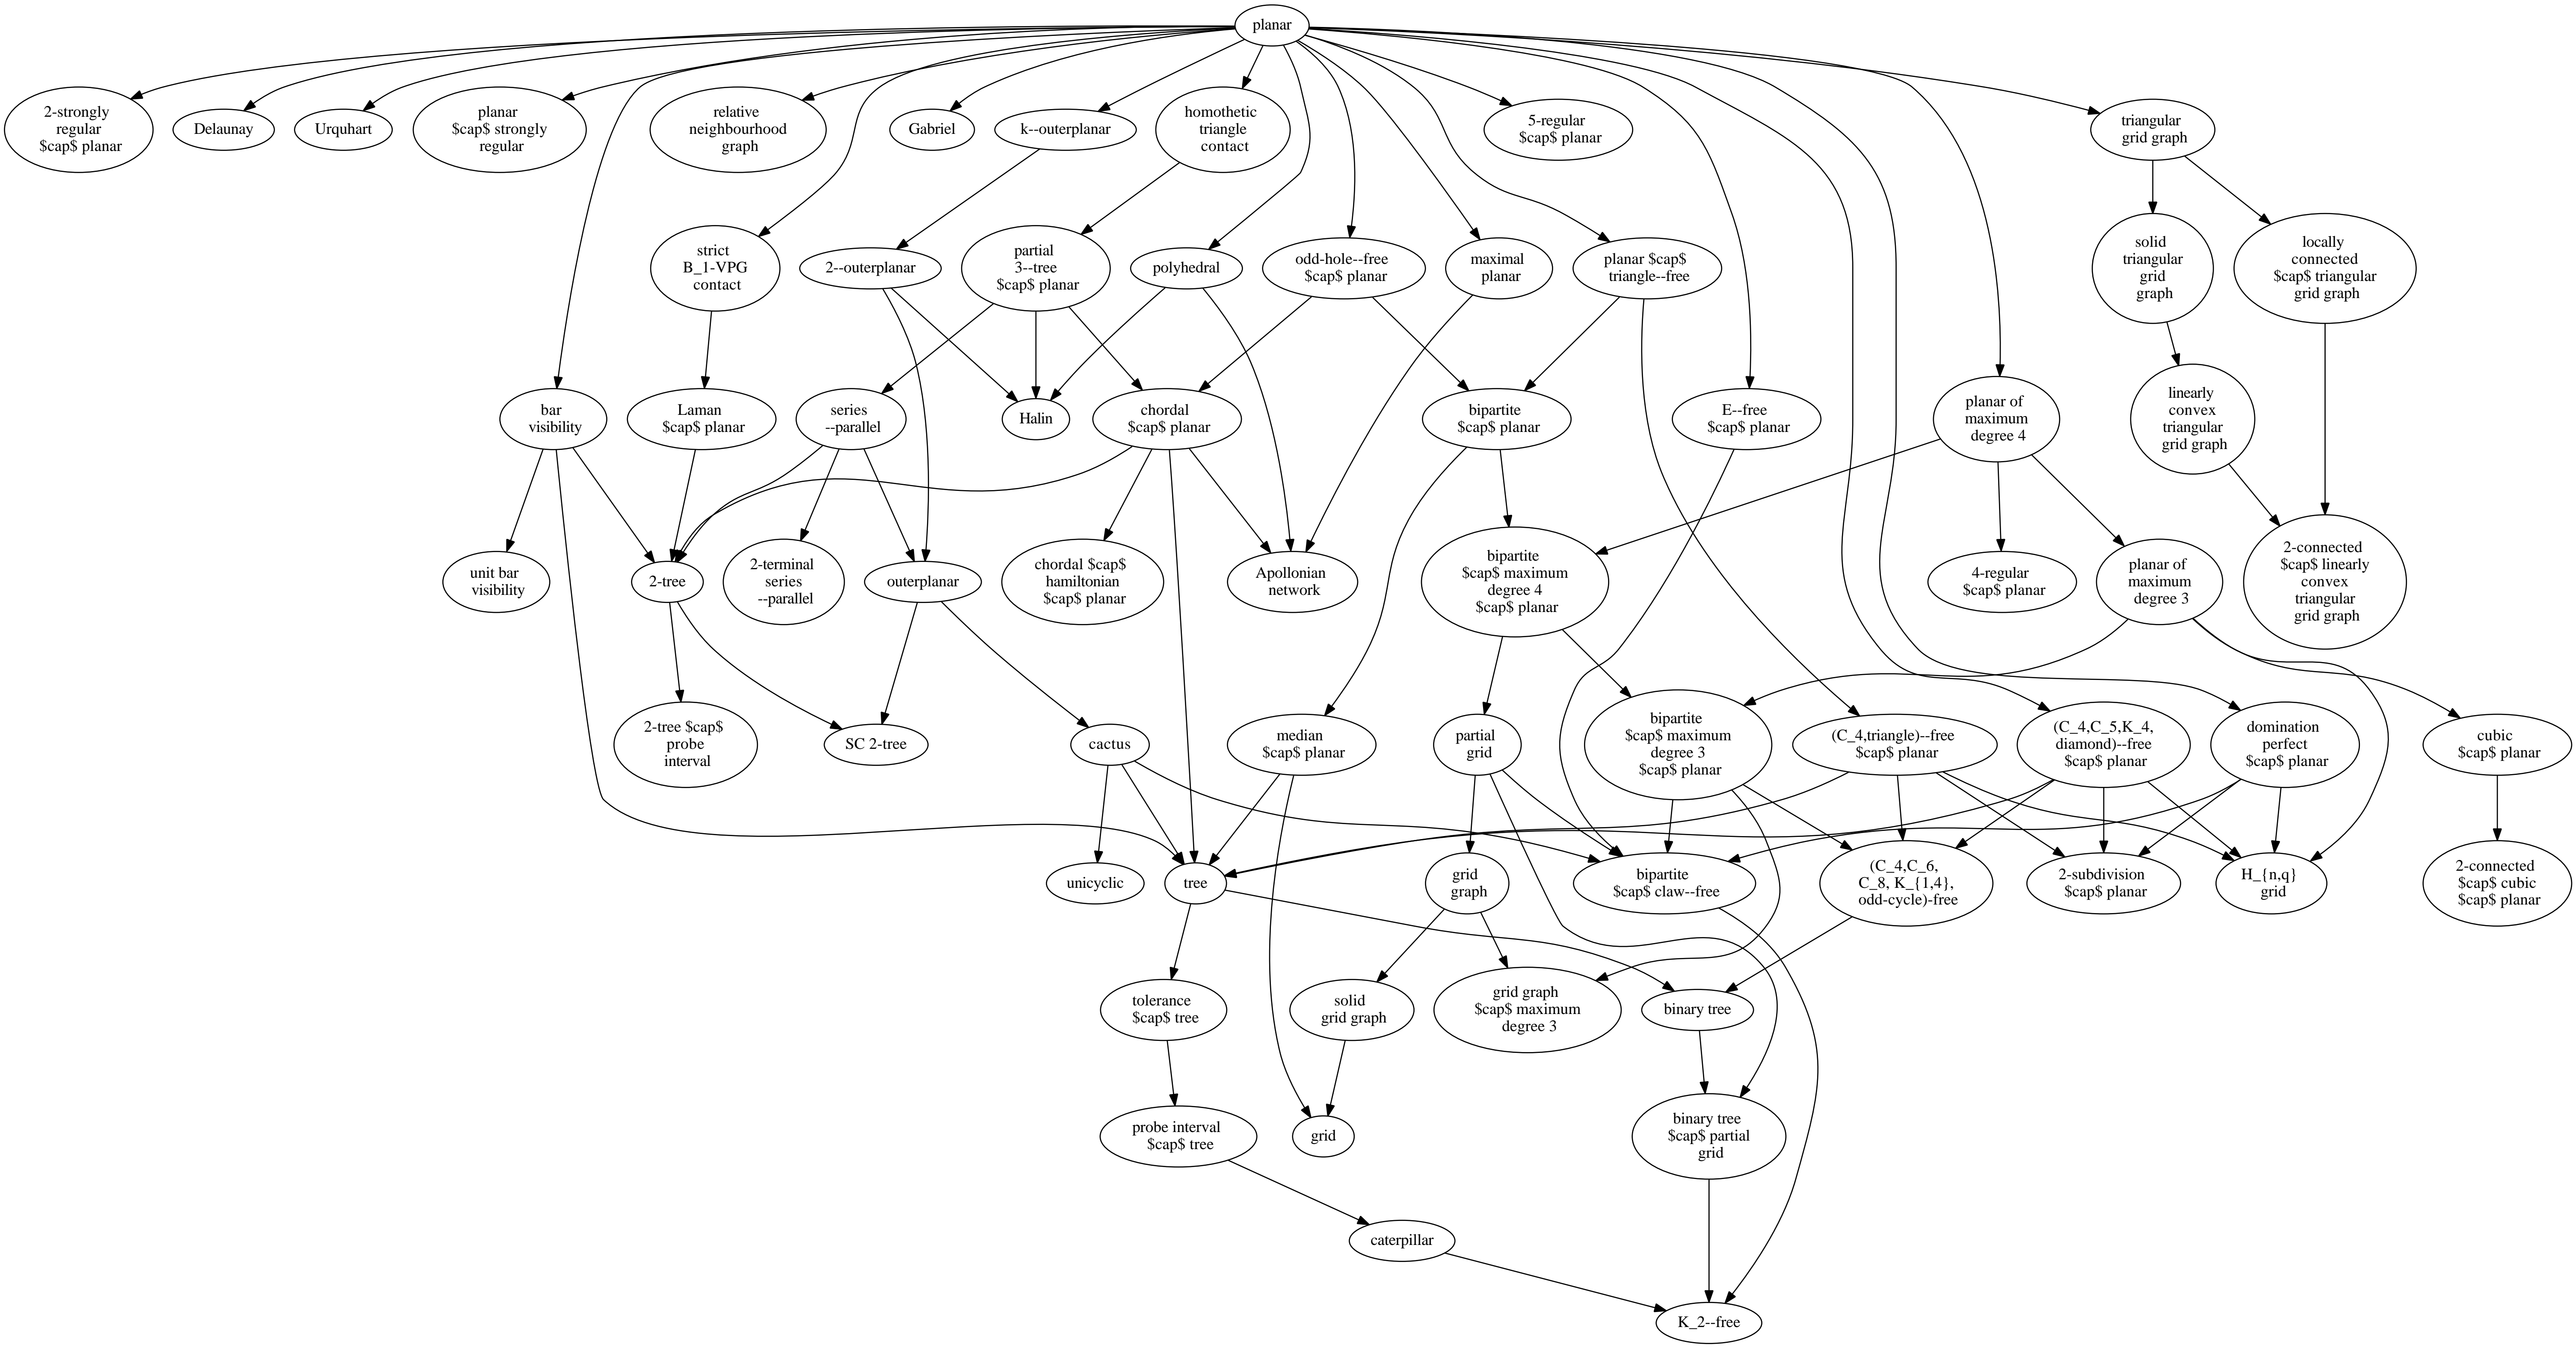 planar
2-strongly
regular
$cap$ planar
Delaunay
Urquhart
planar
$cap$ strongly
regular
relative
neighbourhood
graph
Gabriel
k--outerplanar
homothetic
triangle
contact
5-regular
$cap$ planar
triangular
grid graph
strict
B_1-VPG
contact
2--outerplanar
partial
3--tree
$cap$ planar
polyhedral
odd-hole--free
$cap$ planar
maximal
planar
planar $cap$
triangle--free
solid
triangular
grid
graph
locally
connected
$cap$ triangular
grid graph
bar
visibility
Laman
$cap$ planar
series
--parallel
Halin
chordal
$cap$ planar
bipartite
$cap$ planar
E--free
$cap$ planar
planar of
maximum
degree 4
linearly
convex
triangular
grid graph
unit bar
visibility
2-tree
2-terminal
series
--parallel
outerplanar
chordal $cap$
hamiltonian
$cap$ planar
Apollonian
network
bipartite
$cap$ maximum
degree 4
$cap$ planar
4-regular
$cap$ planar
planar of
maximum
degree 3
2-connected
$cap$ linearly
convex
triangular
grid graph
2-tree $cap$
probe
interval
SC 2-tree
cactus
median
$cap$ planar
partial
grid
bipartite
$cap$ maximum
degree 3
$cap$ planar
(C_4,triangle)--free
$cap$ planar
(C_4,C_5,K_4,
diamond)--free
$cap$ planar
domination
perfect
$cap$ planar
cubic
$cap$ planar
unicyclic
tree
grid
graph
bipartite
$cap$ claw--free
(C_4,C_6,
C_8, K_{1,4},
odd-cycle)-free
2-subdivision
$cap$ planar
H_{n,q}
grid
2-connected
$cap$ cubic
$cap$ planar
tolerance
$cap$ tree
solid
grid graph
grid graph
$cap$ maximum
degree 3
binary tree
probe interval
$cap$ tree
grid
binary tree
$cap$ partial
grid
caterpillar
K_2--free